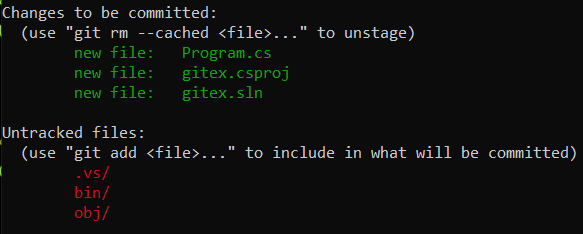 Changes to be committed:
(use "git rm --cached <file>..." to unstage)
new file: Program.cs
new file: gitex.csproj
new file: gitex.sln
Untracked files:
(use "git add <file>..." to include in what will be committed)
.vs/
bin/
obj/